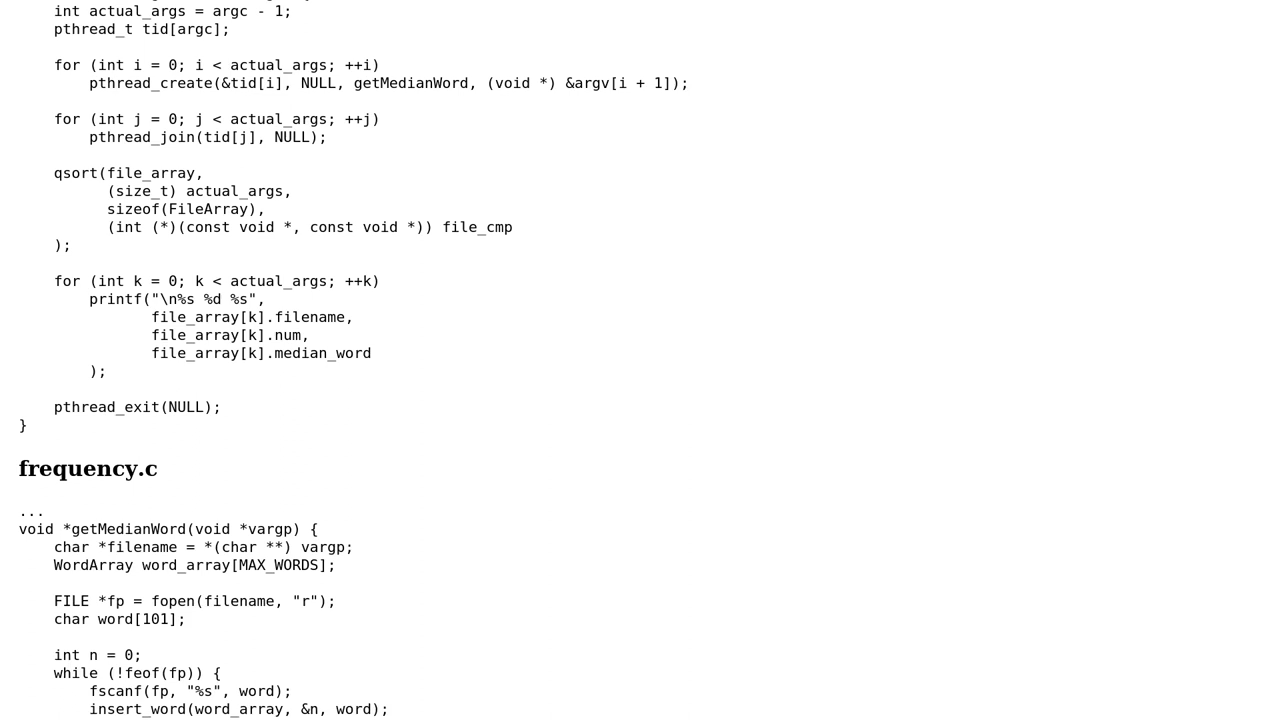 int actual_args = argc - 1;
pthread_t tid[argc];
for (int i = 0; i < actual_args; ++i)
pthread_create(&tid[i], NULL, getMedianWord, (void *) &argv[i + 1]);
for (int j = 0; j < actual_args; ++j)
pthread_join(tid[j], NULL);
qsort(file_array,
(size_t) actual_args,
sizeof(FileArray),
(int (*)(const void *, const void *)) file_cmp
);
for (int k = 0; k < actual_args; ++k)
printf("\n%s %d %s",
file_array[k].filename,
file_array[k].num,
file_array[k].median_word
);
pthread_exit(NULL);
}
frequency.c
...
void *getMedianWord(void *vargp) {
char *filename = *(char **) vargp;
WordArray word_array[MAX_WORDS];
FILE *fp = fopen(filename, "r");
char word[101];
int n = 0;
while (!feof(fp)) {
fscanf(fp, "%s", word);
insert_word(word_array, &n, word);